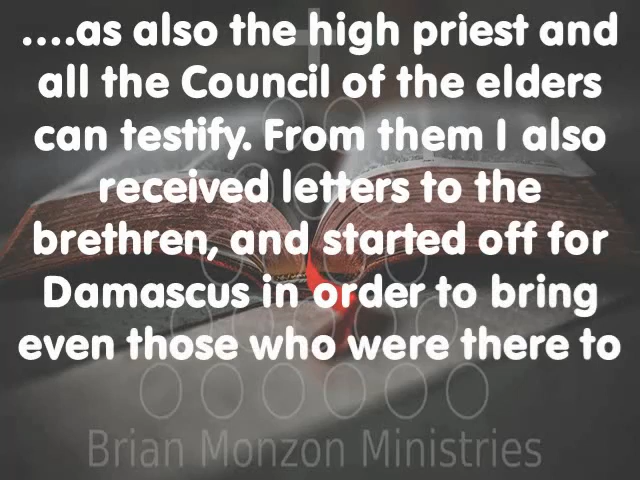 ....as also the high priest and
all the Council of the elders
can testify. From them I also
received letters to the
brethren, and started off for
Damascus in order to bring
even those who were there to
Brian Monzon Ministries